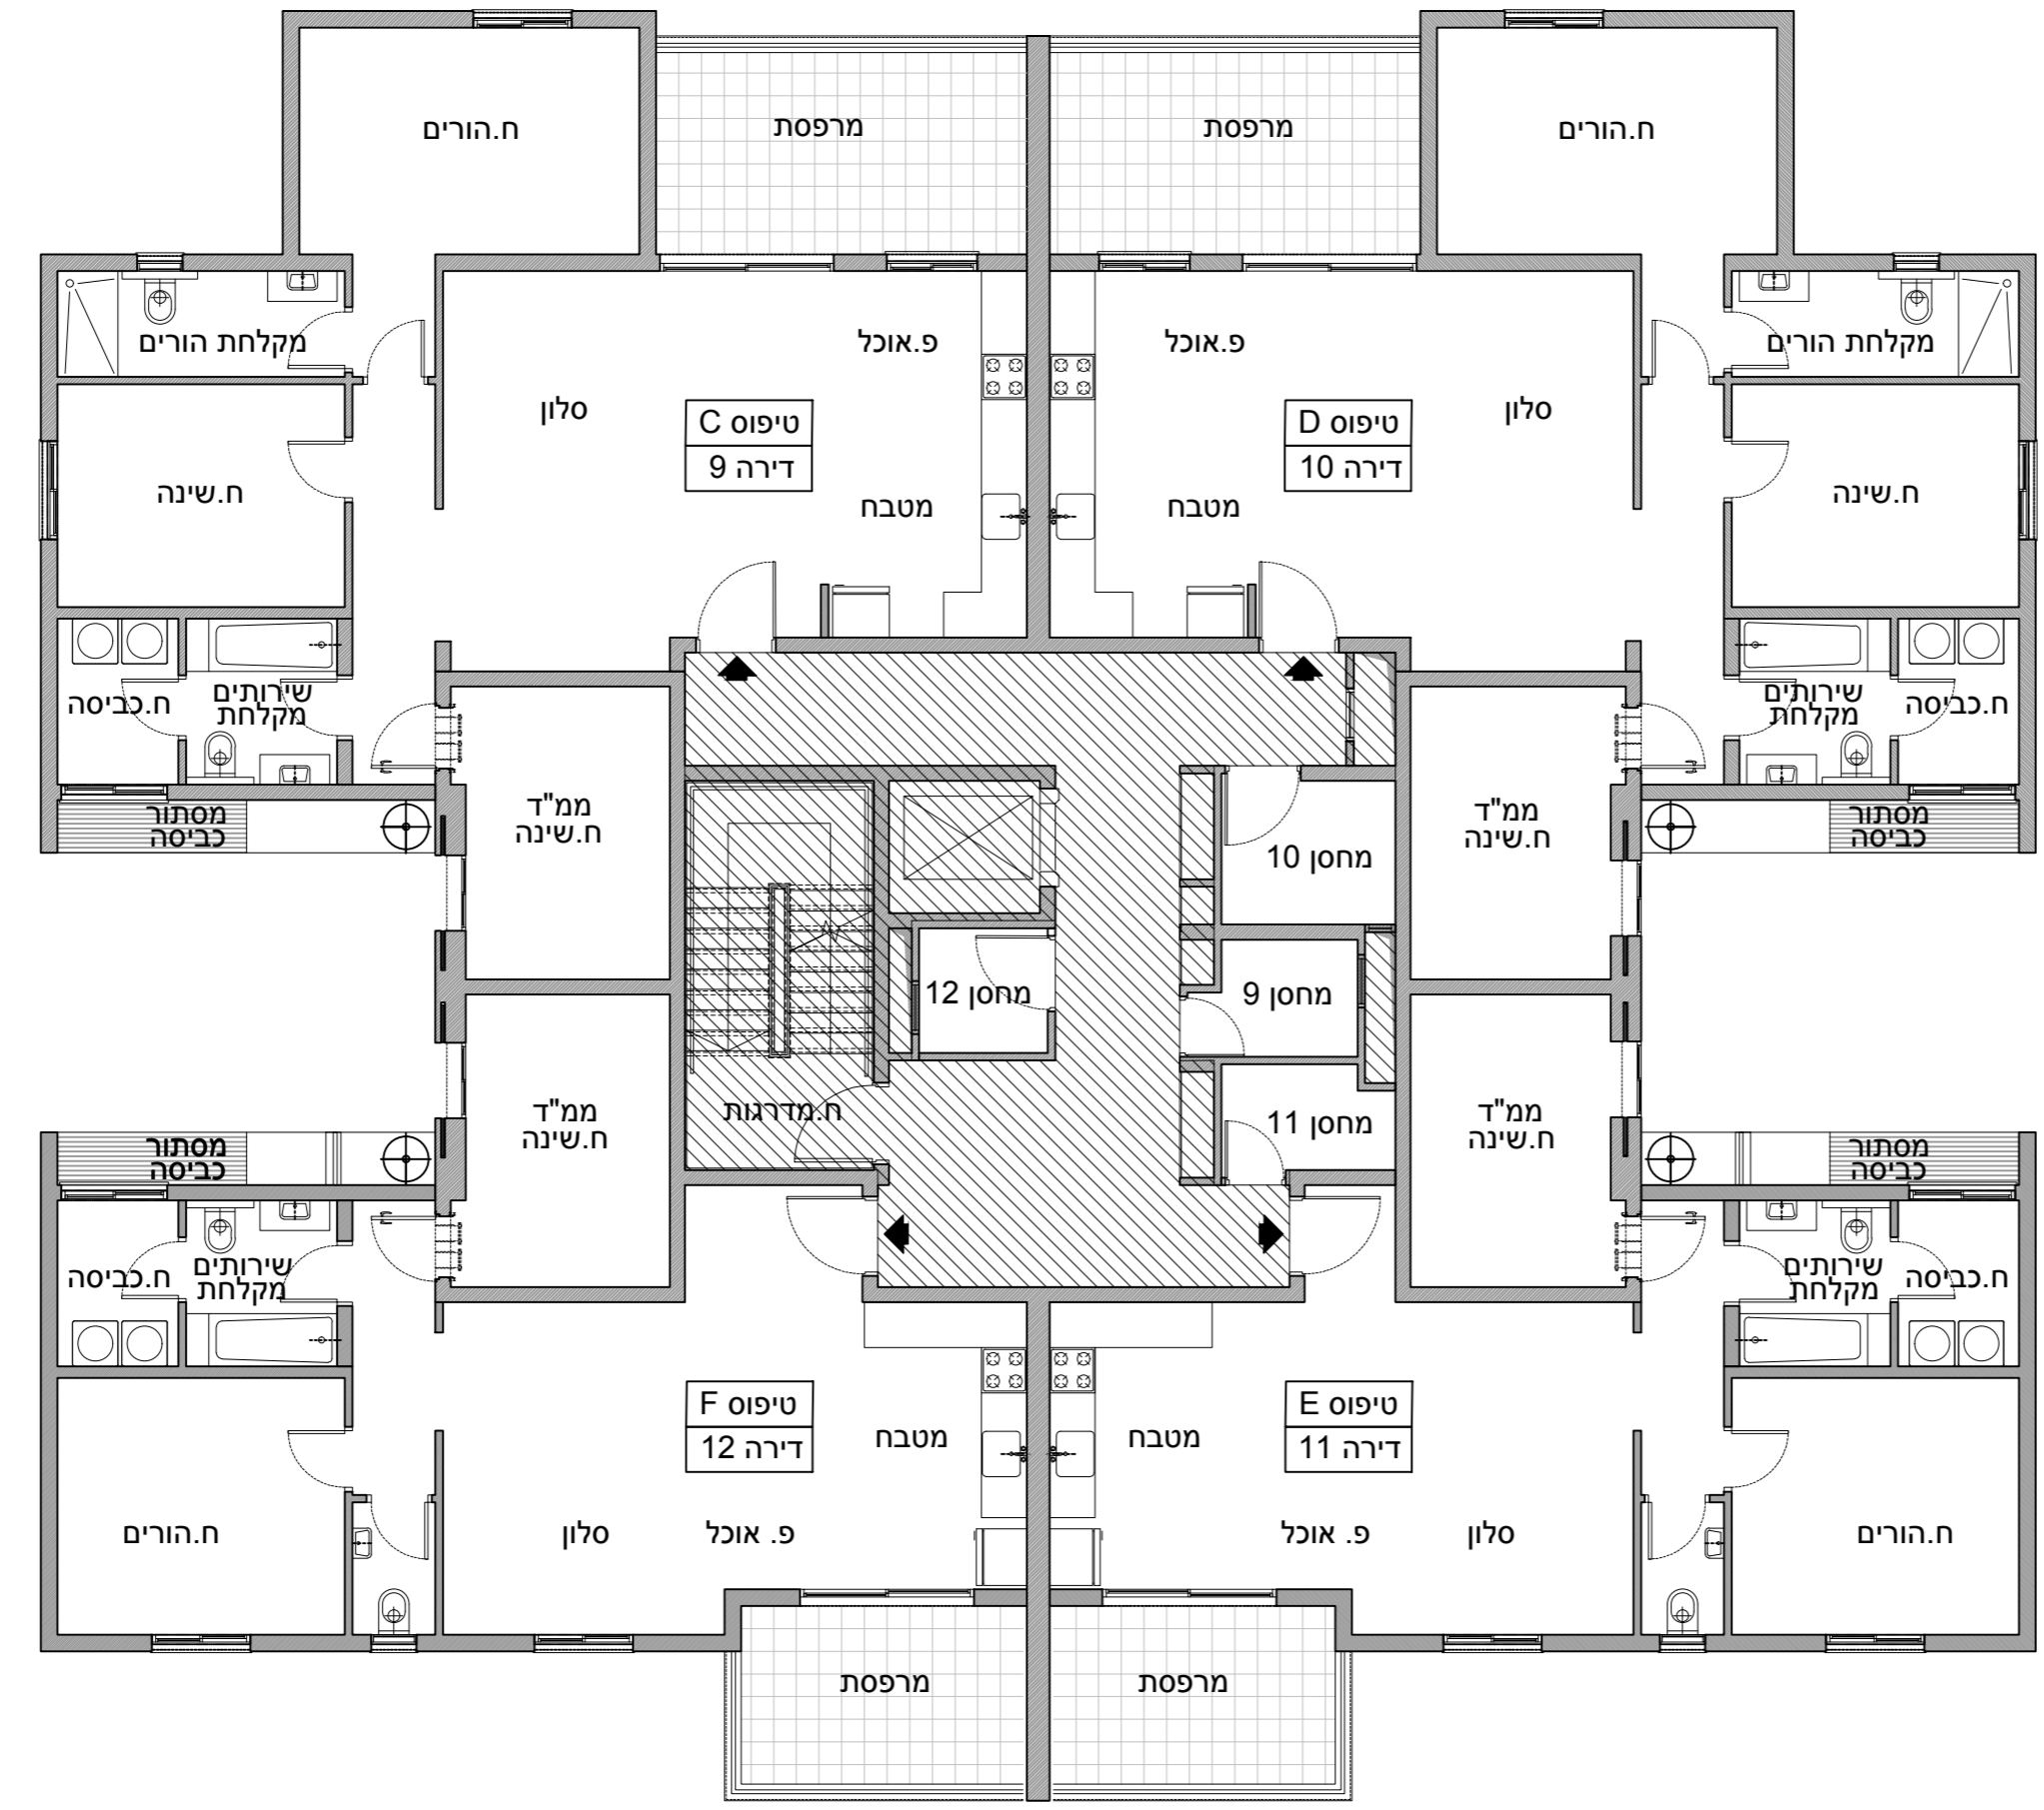 ח.הורים
מרפסת
מרפסת
ח.הורים
מקלחת הורים
פ.אוכל
פ.אוכל
מקלחת הורים
סלון
טיפוס C
דירה 9
טיפוס D
דירה 10
סלון
ח.שינה
מטבח
מטבח
ח.שינה
ח.כביסה
שירותים
מקלחת
שירותים
מקלחת
ח.כביסה
מסתור
כביסה
ממ"ד
ח.שינה
ממ"ד
ח.שינה
מסתור
כביסה
מחסן 10
מחסן 12
מחסן 9
ח.מדרגות
מחסן 11
ממ"ד
ח.שינה
ממ"ד
ח.שינה
מסתור
כביסה
מסתור
כביסה
ח.כביסה
שירותים
מקלחת
שירותים
מקלחת
ח.כביסה
טיפוס F
דירה 12
מטבח
מטבח
טיפוס E
דירה 11
ח.הורים
סלון
פ. אוכל
פ. אוכל
סלון
ח.הורים
מרפסת
מרפסת